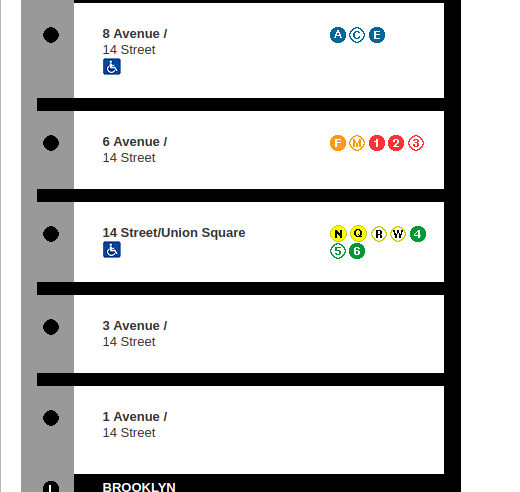 8 Avenue /
14 Street
A C E
6 Avenue /
14 Street
F M 1 2 3
14 Street/Union Square
N Q R W 4
5 6
3 Avenue /
14 Street
1 Avenue /
14 Street
L
BROOKLYN